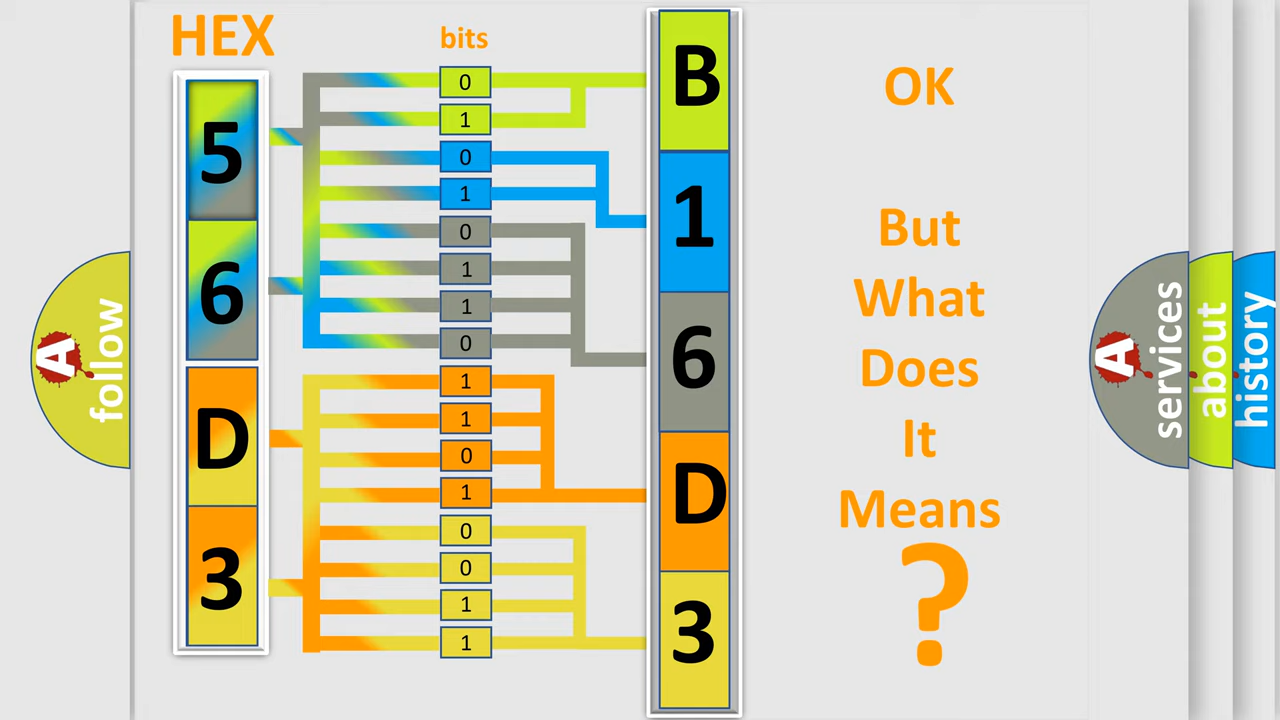 HEX
bits
5
6
D
3
0
1
0
1
0
1
1
0
1
1
0
1
0
0
1
1
B
1
6
D
3
OK
But
What
Does
It
Means
?
A
follow
A
services
about
history